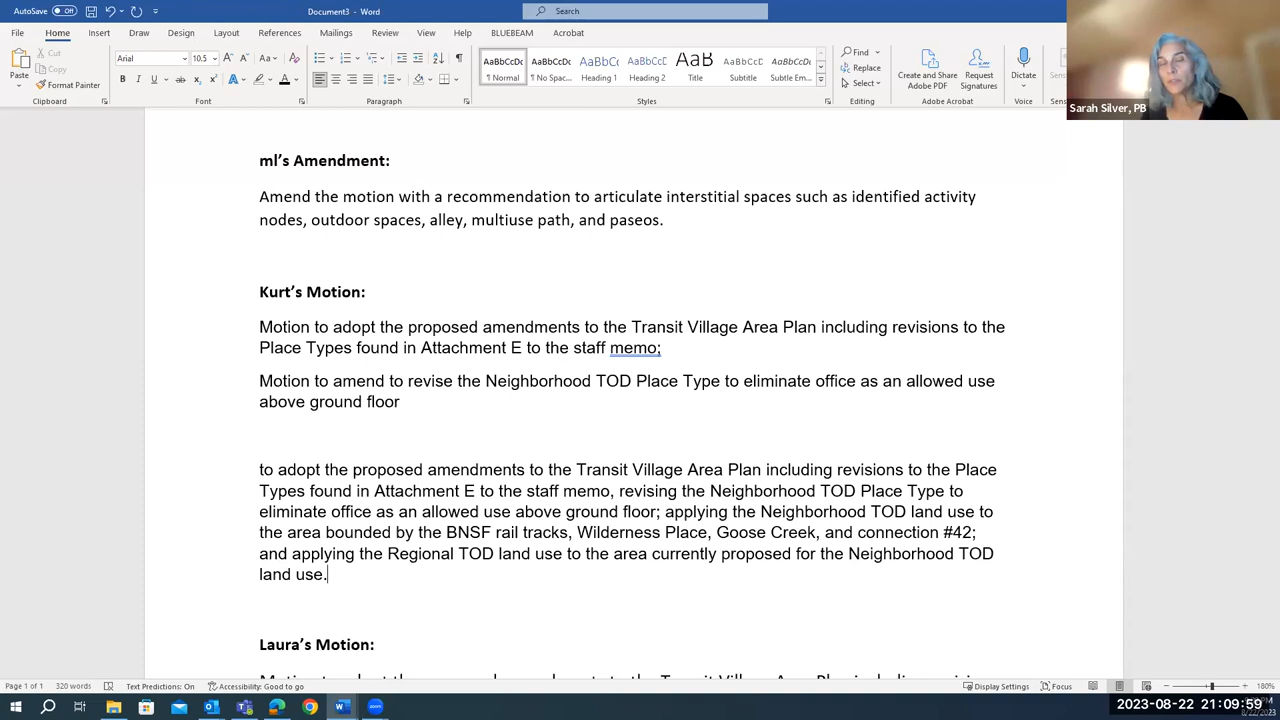 AutoSave Off Document3 - Word Search
File Home Insert Draw Design Layout References Mailings Review View Help BLUEBEAM Acrobat
Paste Cut Copy Format Painter
Arial 10.5
AaBbCcDc AaBbCcDc AaBbCc AaBbCcD AaB AaBbCcD AaBbCcDc
¶ Normal ¶ No Spac... Heading 1 Heading 2 Title Subtitle Subtle Em...
Find Replace Select
Create and Share Adobe PDF Request Signatures Dictate
Clipboard Font Paragraph Styles Editing Adobe Acrobat Voice
Sarah Silver, PB
ml's Amendment:
Amend the motion with a recommendation to articulate interstitial spaces such as identified activity
nodes, outdoor spaces, alley, multiuse path, and paseos.
Kurt's Motion:
Motion to adopt the proposed amendments to the Transit Village Area Plan including revisions to the
Place Types found in Attachment E to the staff memo;
Motion to amend to revise the Neighborhood TOD Place Type to eliminate office as an allowed use
above ground floor
to adopt the proposed amendments to the Transit Village Area Plan including revisions to the Place
Types found in Attachment E to the staff memo, revising the Neighborhood TOD Place Type to
eliminate office as an allowed use above ground floor; applying the Neighborhood TOD land use to
the area bounded by the BNSF rail tracks, Wilderness Place, Goose Creek, and connection #42;
and applying the Regional TOD land use to the area currently proposed for the Neighborhood TOD
land use.
Laura's Motion:
Page 1 of 1 320 words Text Predictions: On Accessibility: Good to go Display Settings Focus 180%
2023-08-22 21:09:59